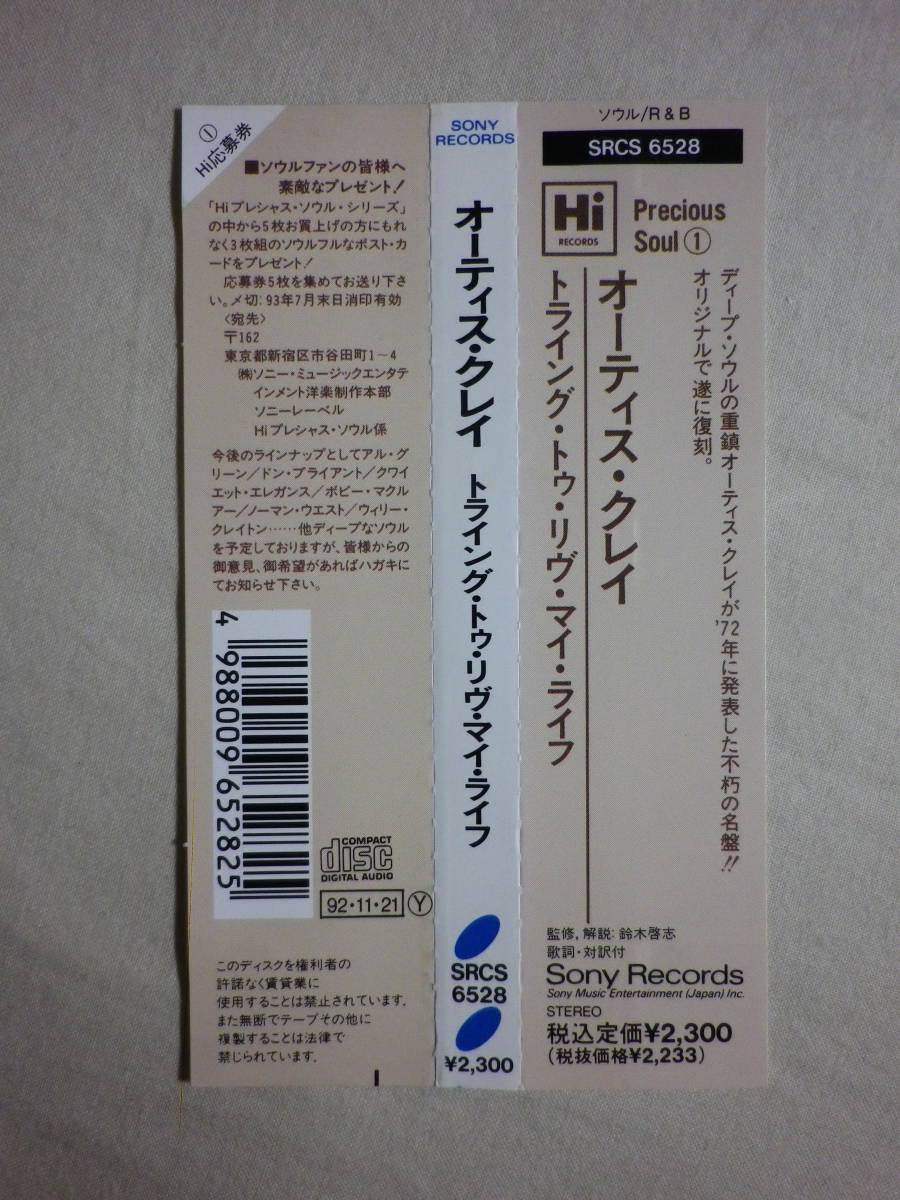 ①
Hi応募券
■ソウルファンの皆様へ
素敵なプレゼント!
「Hiプレシャス・ソウル・シリーズ」
の中から5枚お買上げの方にもれ
なく3枚組のソウルフルなポスト・カ
ードをプレゼント!
応募券5枚を集めてお送り下さ
い。〆切:93年7月末日消印有効
〈宛先〉
〒162
東京都新宿区市谷田町1～4
㈱ソニー・ミュージックエンタテ
インメント洋楽制作本部
ソニーレーベル
Hiプレシャス・ソウル係
今後のラインナップとしてアル・グ
リーン/ドン・ブライアント/クワイ
エット・エレガンス/ボビー・マクル
アー/ノーマン・ウエスト/ウィリー・
クレイトン……他ディープなソウル
を予定しておりますが、皆様からの
御意見、御希望があればハガキに
てお知らせ下さい。
4 988009 652825
COMPACT
disc
DIGITAL AUDIO
92・11・21 Y
このディスクを権利者の
許諾なく賃貸業に
使用することは禁止されています。
また無断でテープその他に
複製することは法律で
禁じられています。
SONY
RECORDS
オーティス・クレイ トライング・トゥ・リヴ・マイ・ライフ
SRCS
6528
¥2,300
ソウル/R & B
SRCS 6528
Hi
RECORDS
Precious
Soul①
ディープ・ソウルの重鎮オーティス・クレイが'72年に発表した不朽の名盤!!
オリジナルで遂に復刻。
オーティス・クレイ
トライング・トゥ・リヴ・マイ・ライフ
監修,解説:鈴木啓志
歌詞・対訳付
Sony Records
Sony Music Entertainment (Japan) Inc.
STEREO
税込定価¥2,300
(税抜価格¥2,233)